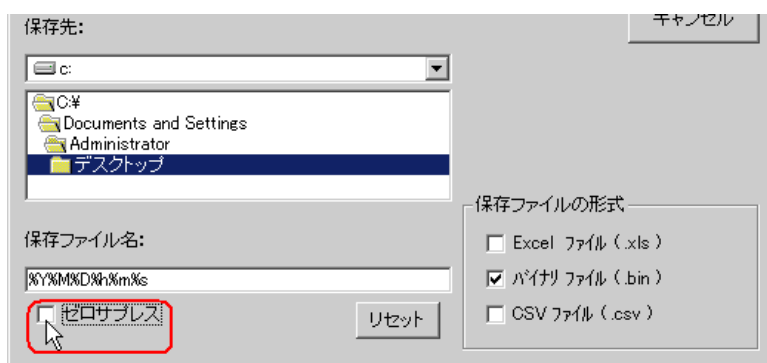 キャンセル
保存先:
c:
C:¥
Documents and Settings
Administrator
デスクトップ
保存ファイルの形式
保存ファイル名:
Excel ファイル ( .xls )
%Y%M%D%h%m%s
バイナリ ファイル ( .bin )
ゼロサプレス
リセット
CSV ファイル ( .csv )